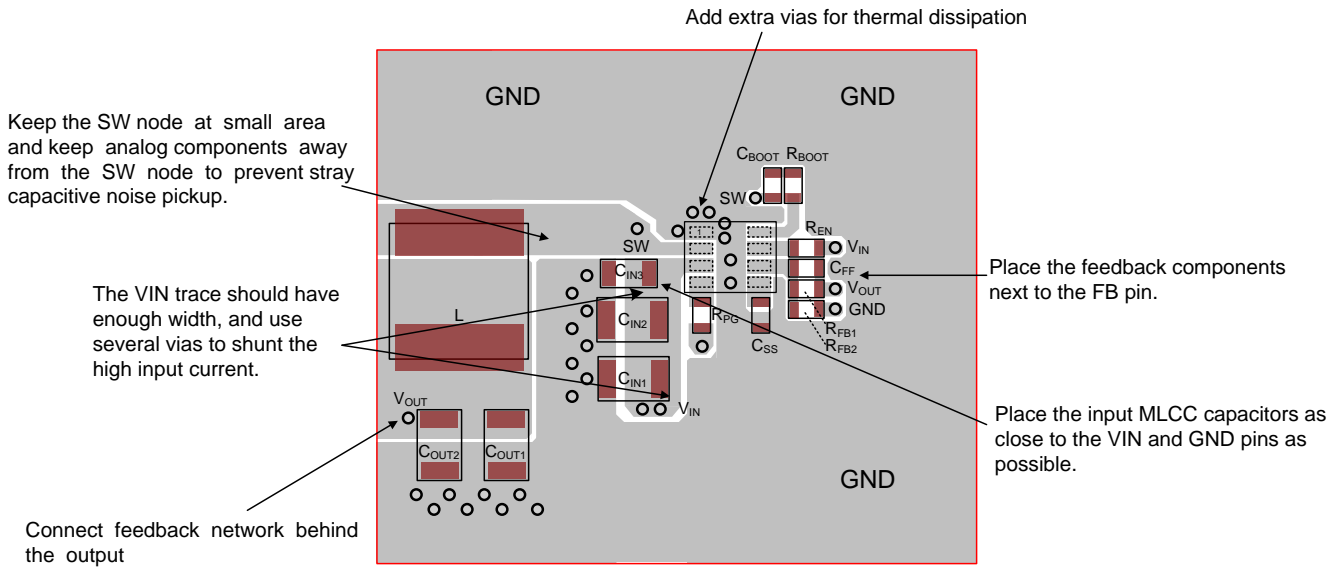 Add extra vias for thermal dissipation
GND
GND
Keep the SW node at small area
and keep analog components away
from the SW node to prevent stray
capacitive noise pickup.
CBOOT RBOOT
SW
1
REN
VIN
SW
CIN3
CFF
VOUT
GND
Place the feedback components
next to the FB pin.
The VIN trace should have
enough width, and use
several vias to shunt the
high input current.
L
CIN2
RPG
CSS
RFB1
RFB2
CIN1
VIN
VOUT
Place the input MLCC capacitors as
close to the VIN and GND pins as
possible.
COUT2 COUT1
GND
Connect feedback network behind
the output